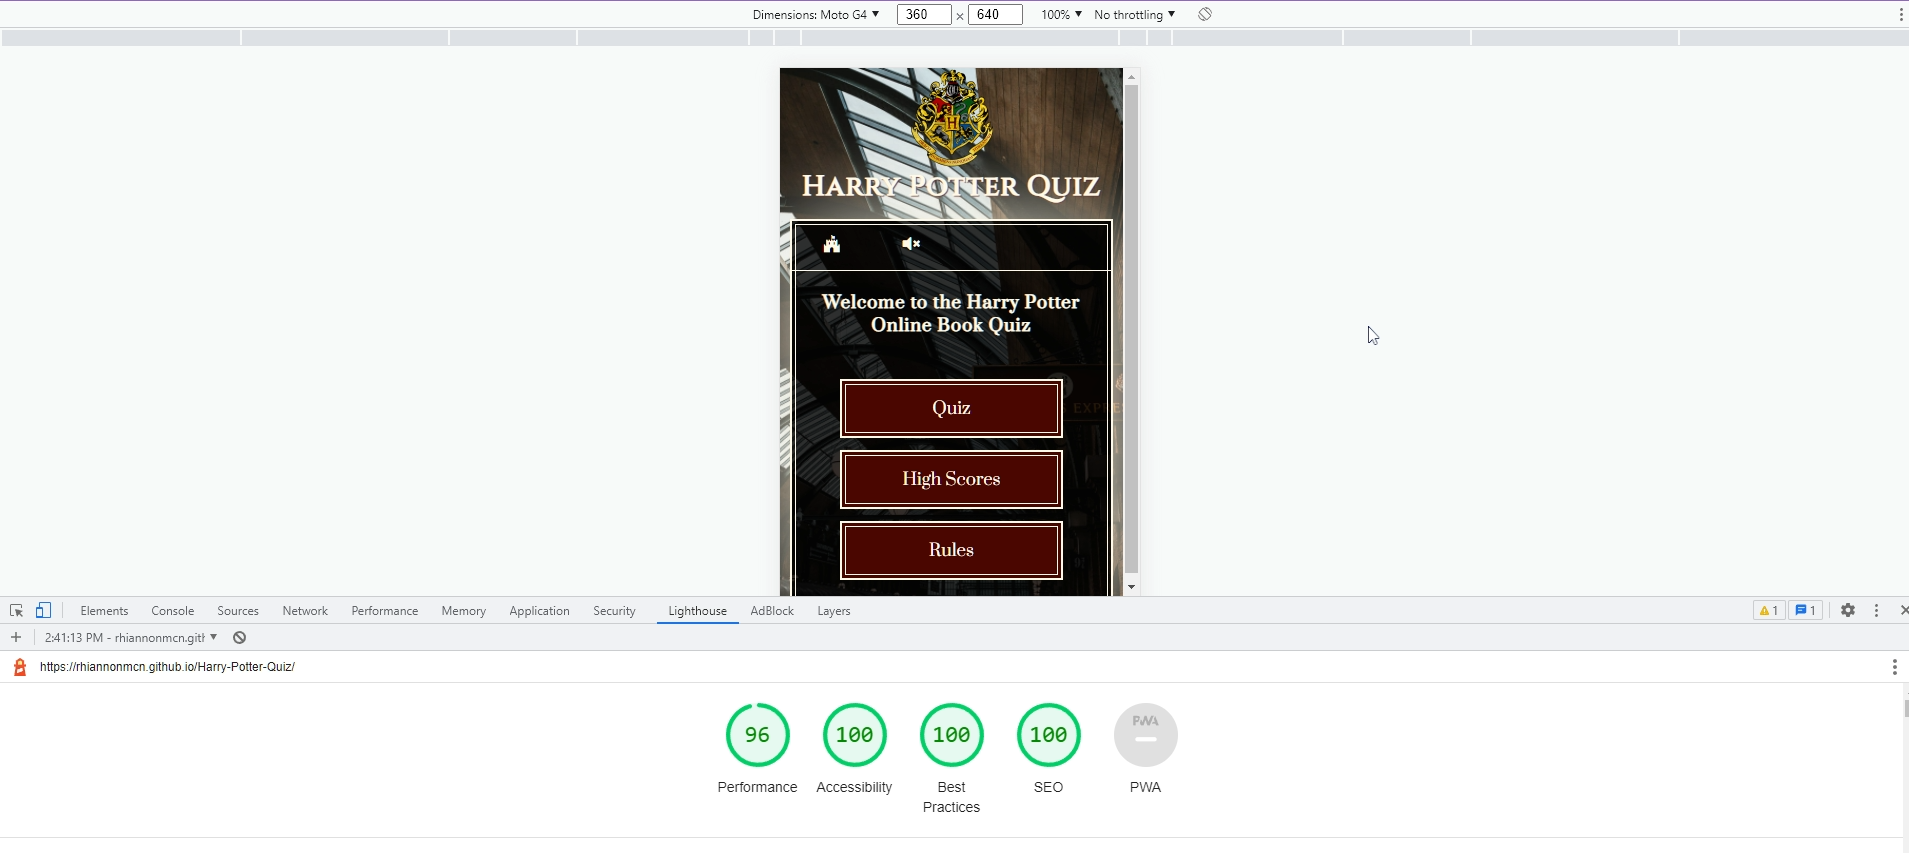 Dimensions: Moto G4 ▼ 360 × 640 100% ▼ No throttling ▼
H
Harry Potter Quiz
Welcome to the Harry Potter
Online Book Quiz
Quiz
High Scores
Rules
Elements Console Sources Network Performance Memory Application Security Lighthouse AdBlock Layers 1 1
2:41:13 PM - rhiannonmcn.gith ▼
https://rhiannonmcn.github.io/Harry-Potter-Quiz/
96 100 100 100 PWA
Performance Accessibility Best Practices SEO PWA